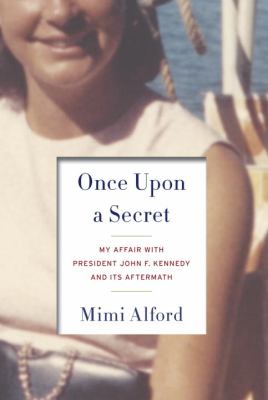 Once Upon
a Secret
MY AFFAIR WITH
PRESIDENT JOHN F. KENNEDY
AND ITS AFTERMATH
Mimi Alford